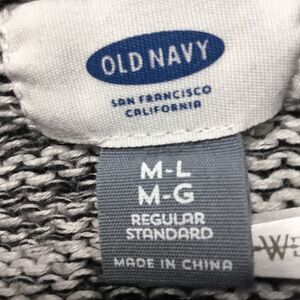 OLD NAVY
SAN FRANCISCO
CALIFORNIA
M-L
M-G
REGULAR
STANDARD
MADE IN CHINA